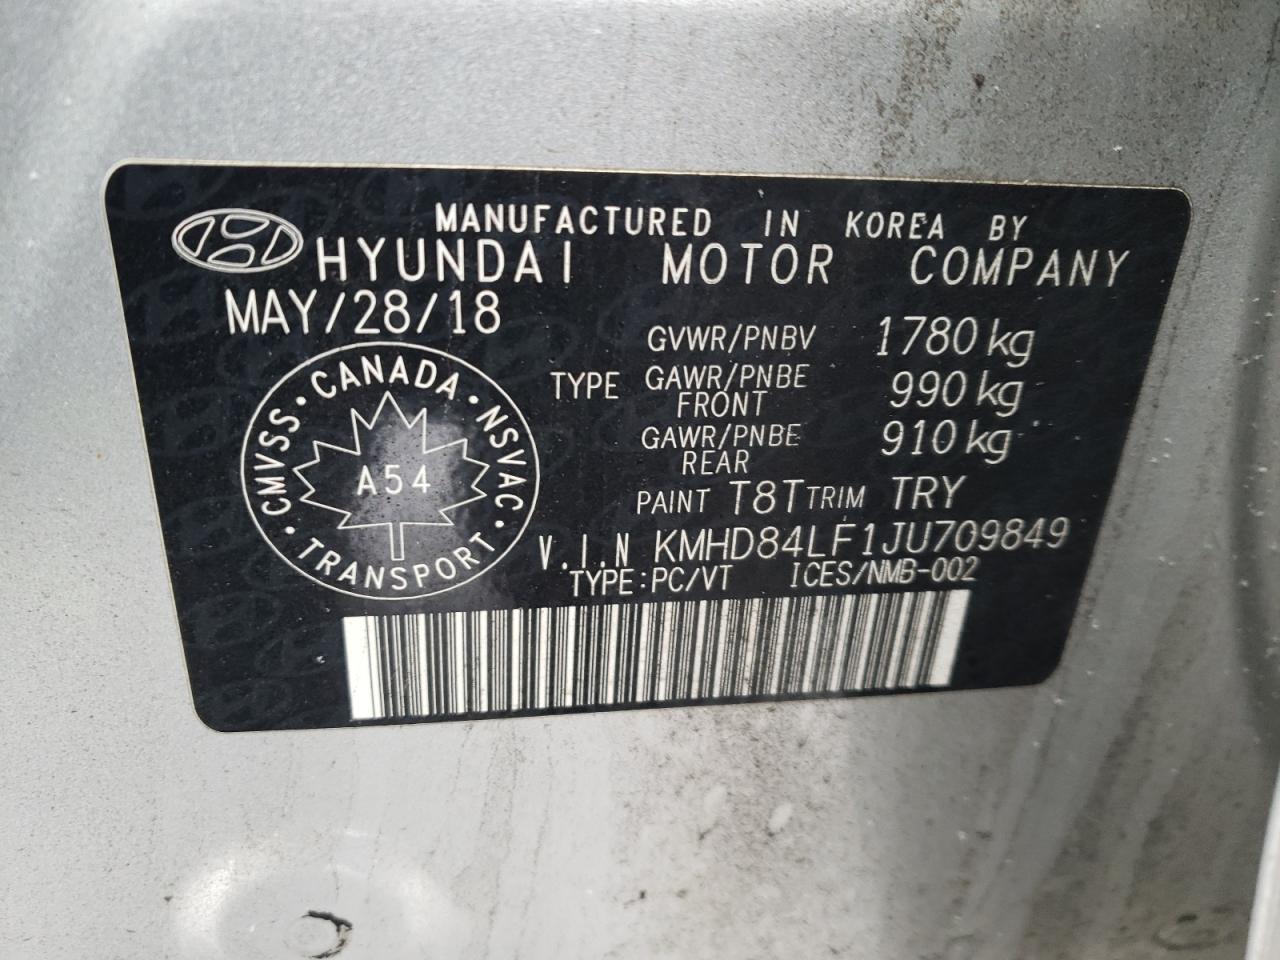 MANUFACTURED IN KOREA BY
HYUNDAI MOTOR COMPANY
MAY/28/18
GVWR/PNBV 1780 kg
TYPE GAWR/PNBE FRONT 990 kg
GAWR/PNBE REAR 910 kg
PAINT T8T TRIM TRY
V.I.N KMHD84LF1JU709849
TYPE:PC/VT ICES/NMB-002
CANADA · NSVAC · TRANSPORT · CMVSS ·
A54